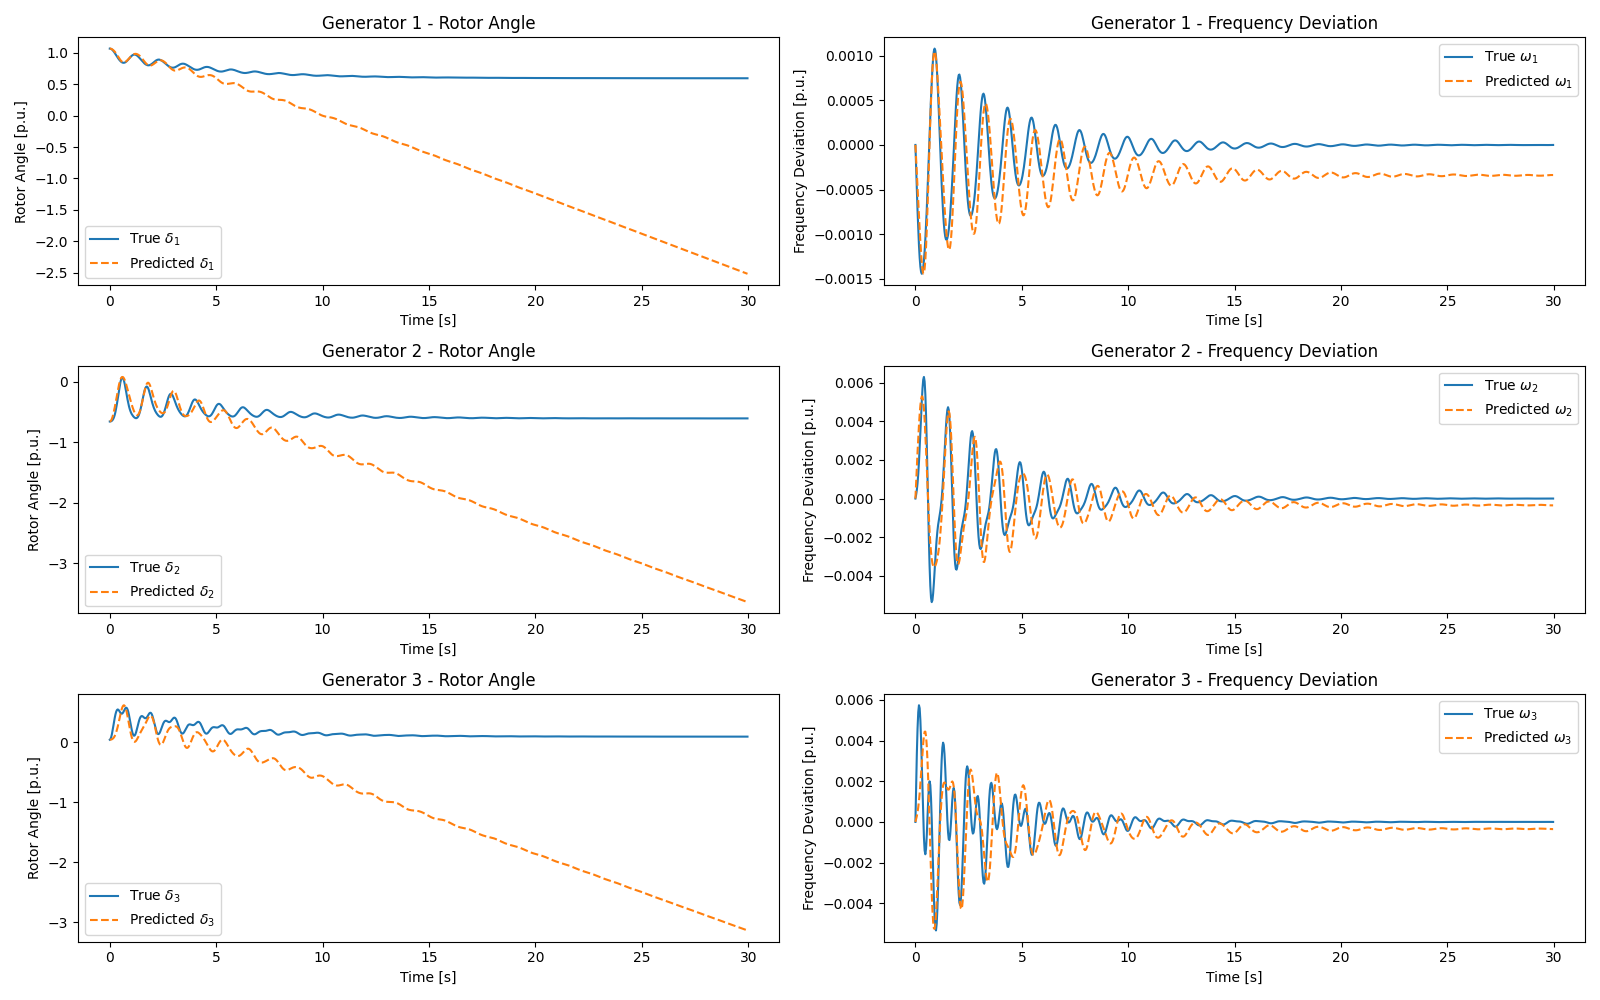 Generator 1 - Rotor Angle
Rotor Angle [p.u.]
1.0
0.5
0.0
−0.5
−1.0
−1.5
−2.0
−2.5
True δ1
Predicted δ1
0 5 10 15 20 25 30
Time [s]
Generator 1 - Frequency Deviation
Frequency Deviation [p.u.]
0.0010
0.0005
0.0000
−0.0005
−0.0010
−0.0015
True ω1
Predicted ω1
0 5 10 15 20 25 30
Time [s]
Generator 2 - Rotor Angle
Rotor Angle [p.u.]
0
−1
−2
−3
True δ2
Predicted δ2
0 5 10 15 20 25 30
Time [s]
Generator 2 - Frequency Deviation
Frequency Deviation [p.u.]
0.006
0.004
0.002
0.000
−0.002
−0.004
True ω2
Predicted ω2
0 5 10 15 20 25 30
Time [s]
Generator 3 - Rotor Angle
Rotor Angle [p.u.]
0
−1
−2
−3
True δ3
Predicted δ3
0 5 10 15 20 25 30
Time [s]
Generator 3 - Frequency Deviation
Frequency Deviation [p.u.]
0.006
0.004
0.002
0.000
−0.002
−0.004
True ω3
Predicted ω3
0 5 10 15 20 25 30
Time [s]